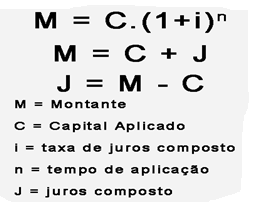 M = C.(1+i)ⁿ
M = C + J
J = M - C
M = Montante
C = Capital Aplicado
i = taxa de juros composto
n = tempo de aplicação
J = juros composto